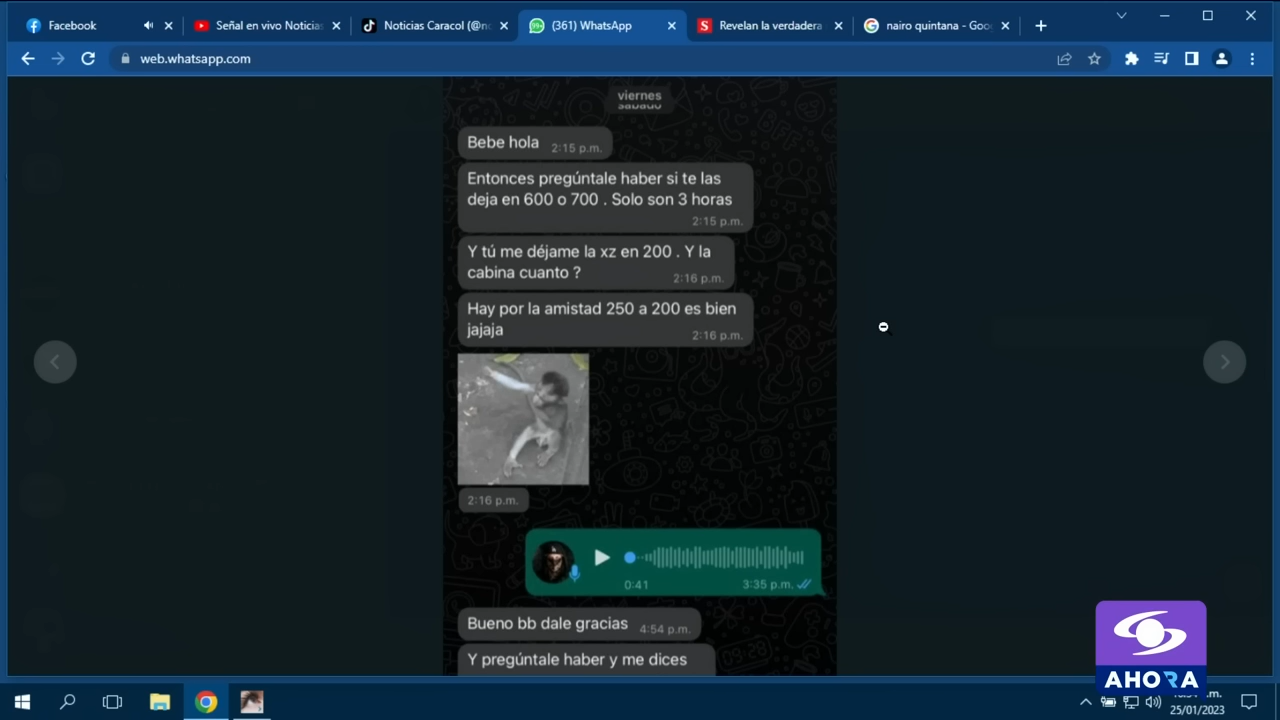 Facebook
Señal en vivo Noticias
Noticias Caracol (@no
(361) WhatsApp
Revelan la verdadera
nairo quintana - Goo
web.whatsapp.com
viernes
sábado
Bebe hola 2:15 p.m.
Entonces pregúntale haber si te las
deja en 600 o 700 . Solo son 3 horas
2:15 p.m.
Y tú me déjame la xz en 200 . Y la
cabina cuanto ? 2:16 p.m.
Hay por la amistad 250 a 200 es bien
jajaja 2:16 p.m.
2:16 p.m.
0:41 3:35 p.m.
Bueno bb dale gracias 4:54 p.m.
Y pregúntale haber y me dices
AHORA
25/01/2023